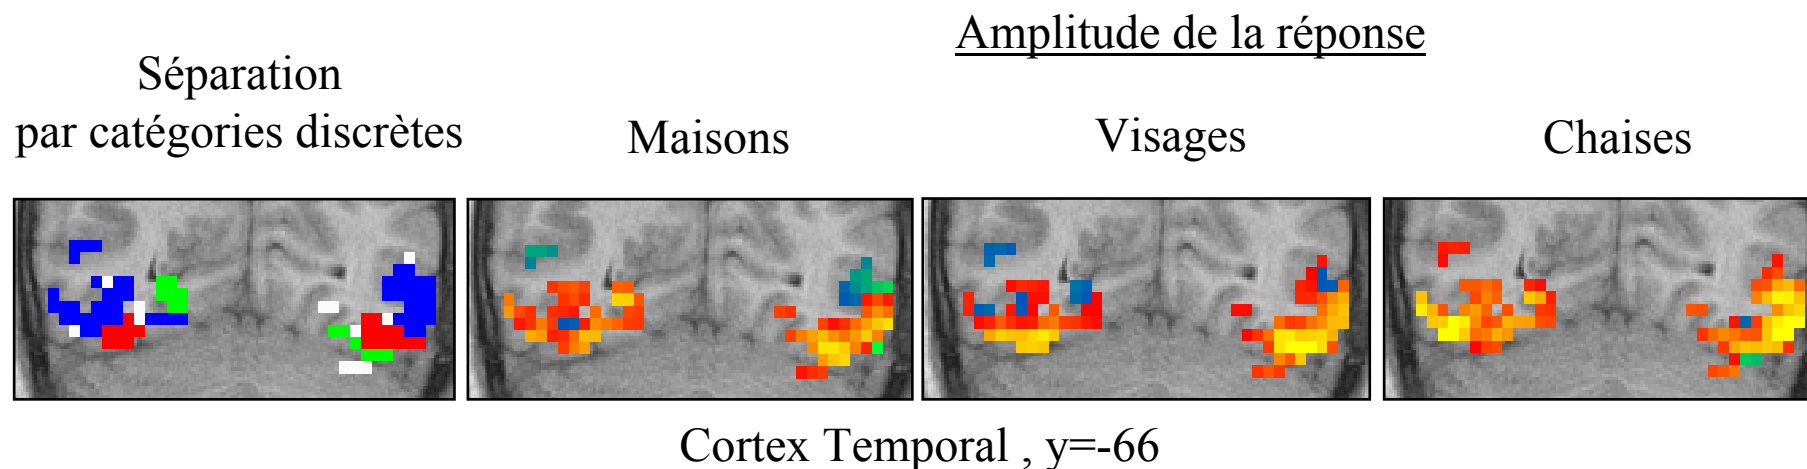 Amplitude de la réponse
Séparation
par catégories discrètes
Maisons
Visages
Chaises
Cortex Temporal , y=-66